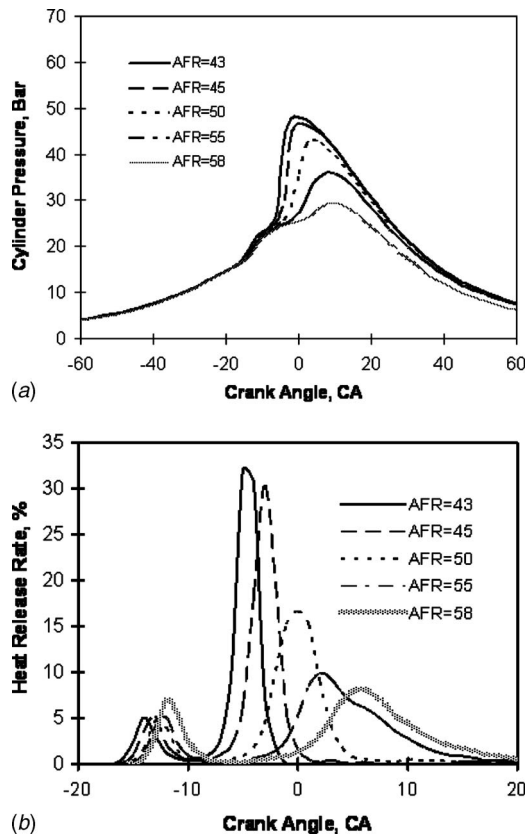 70
60
50
40
30
20
10
0
Cylinder Pressure, Bar
AFR=43
AFR=45
AFR=50
AFR=55
AFR=58
-60 -40 -20 0 20 40 60
Crank Angle, CA
(a)
35
30
25
20
15
10
5
0
Heat Release Rate, %
AFR=43
AFR=45
AFR=50
AFR=55
AFR=58
-20 -10 0 10 20
Crank Angle, CA
(b)